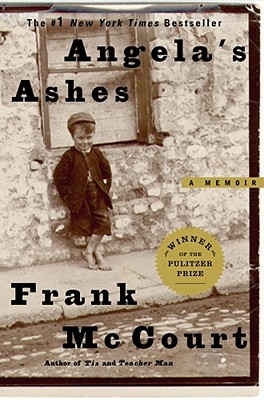 The #1 New York Times Bestseller
Angela's
Ashes
A MEMOIR
WINNER
OF THE
PULITZER
PRIZE
Frank
McCourt
Author of 'Tis and Teacher Man